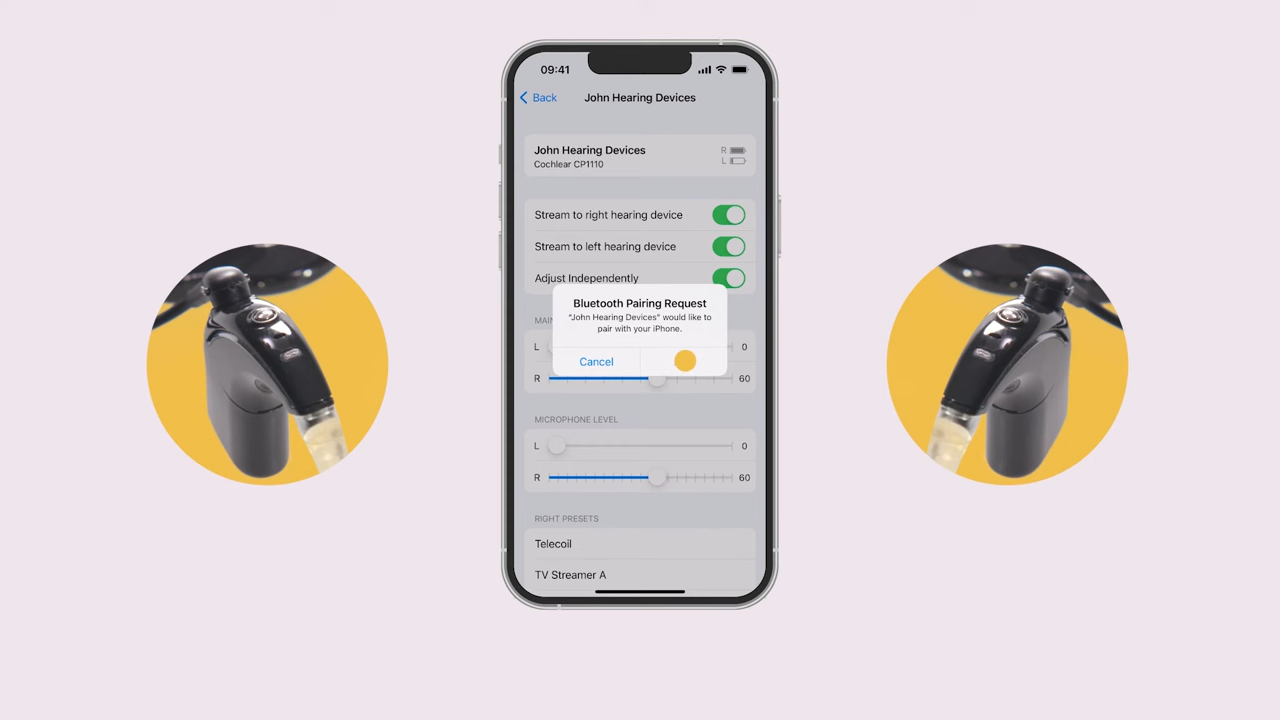 09:41
Back
John Hearing Devices
John Hearing Devices
Cochlear CP1110
R
L
Stream to right hearing device
Stream to left hearing device
Adjust Independently
Bluetooth Pairing Request
“John Hearing Devices” would like to
pair with your iPhone.
Cancel
L 0
R 60
MICROPHONE LEVEL
L 0
R 60
RIGHT PRESETS
Telecoil
TV Streamer A